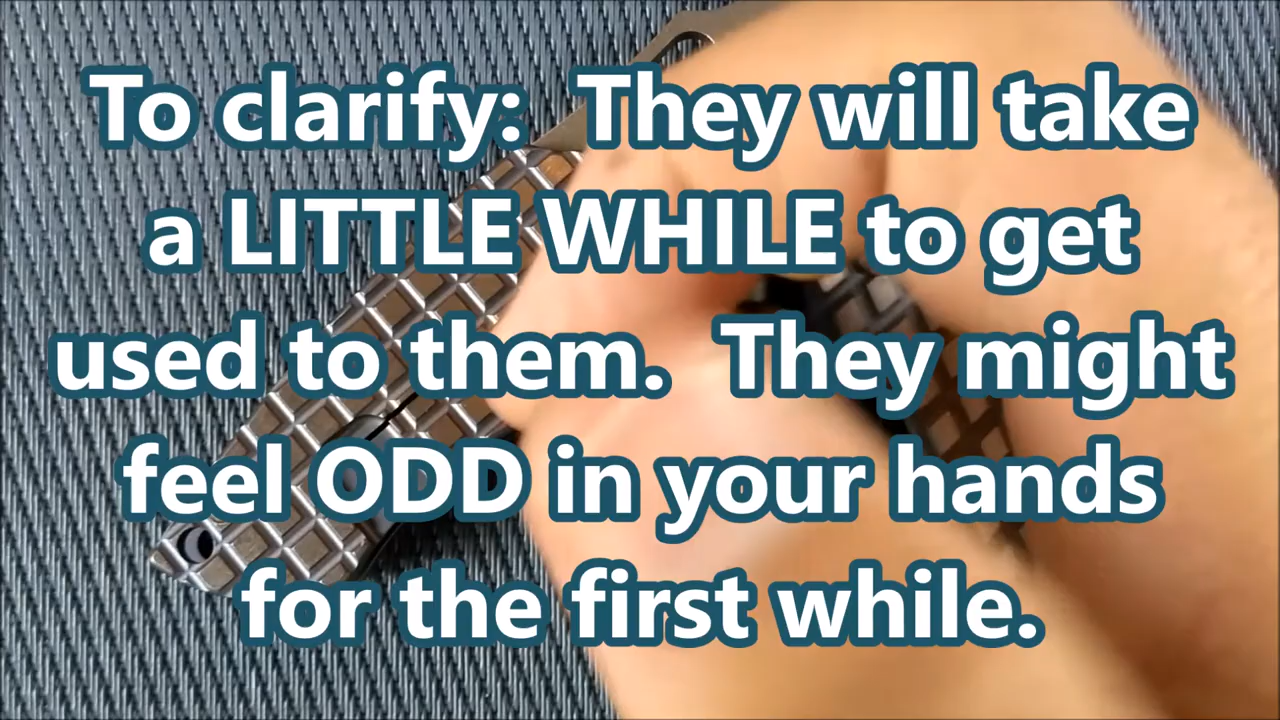 To clarify:  They will take
a LITTLE WHILE to get
used to them.  They might
feel ODD in your hands
for the first while.